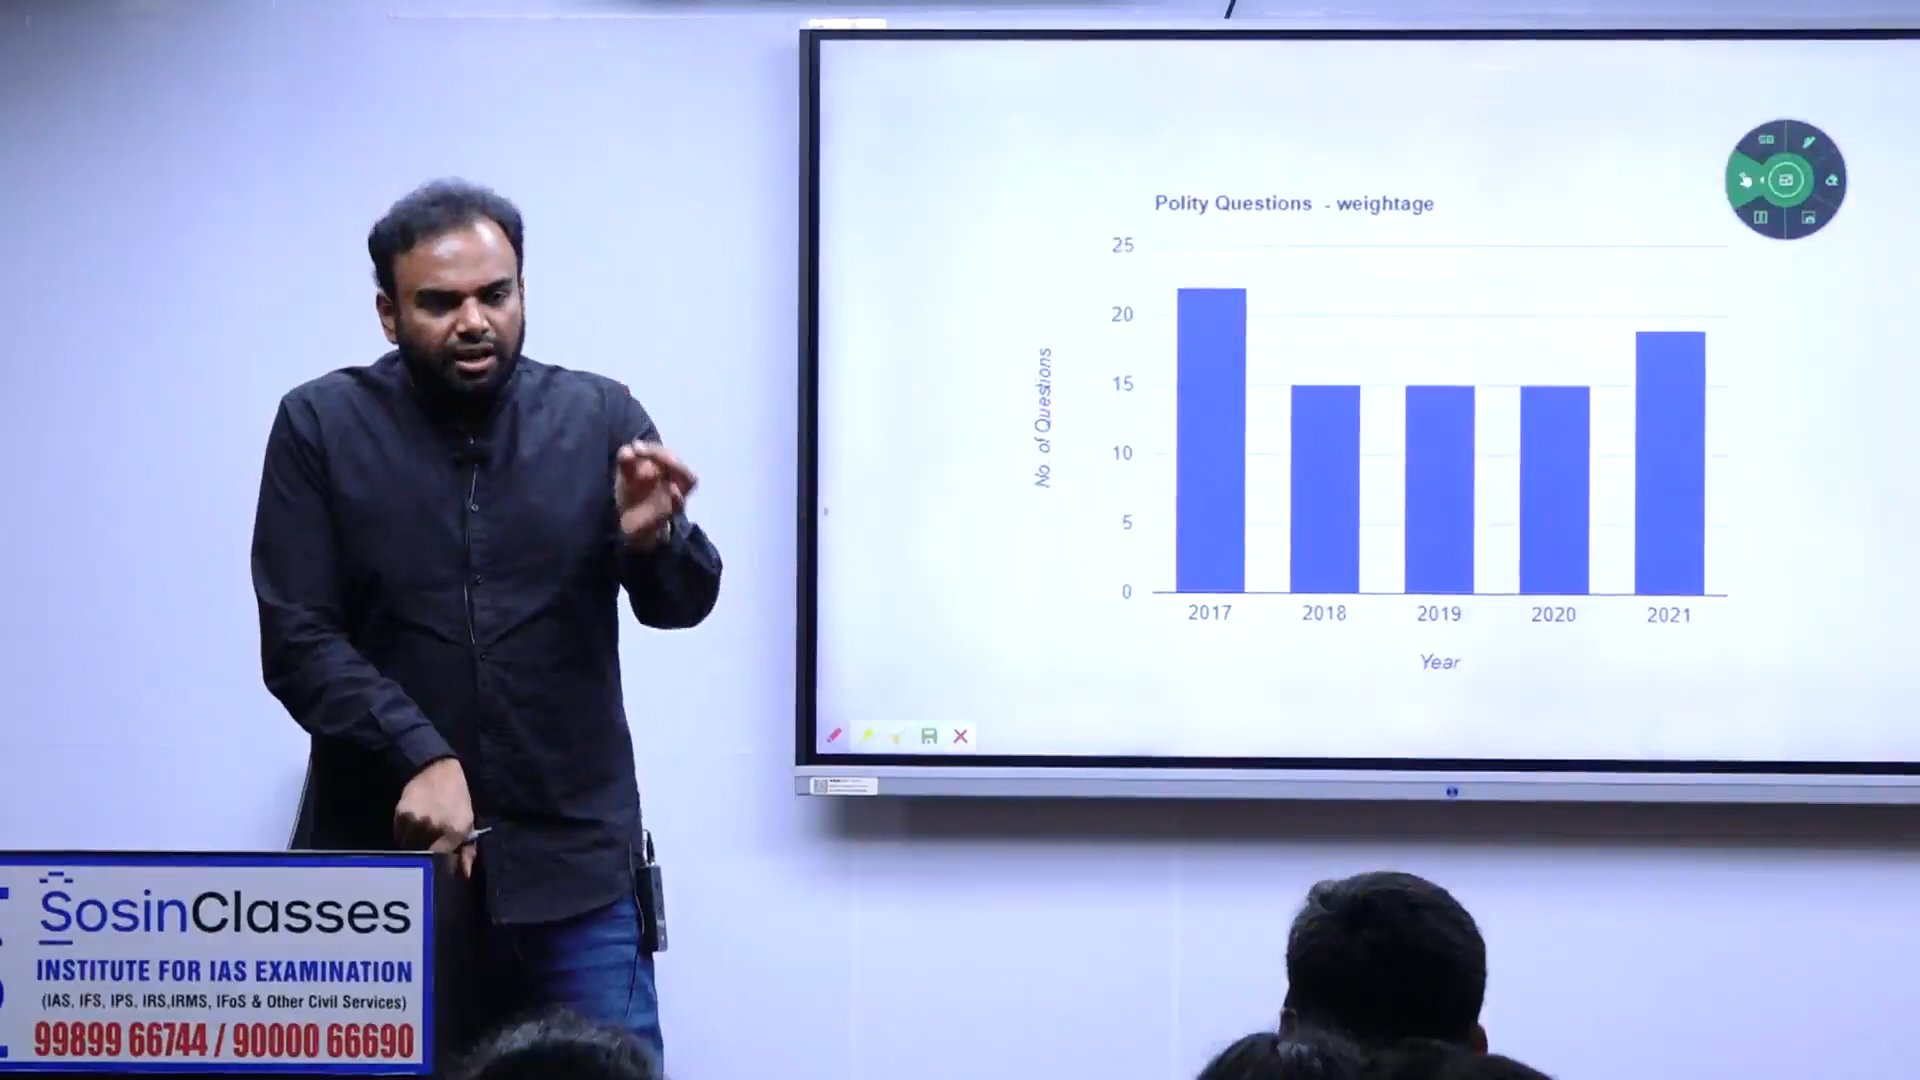 Polity Questions - weightage
25
20
15
10
5
0
No. of Questions
2017 2018 2019 2020 2021
Year
SosinClasses
INSTITUTE FOR IAS EXAMINATION
(IAS, IFS, IPS, IRS,IRMS, IFoS & Other Civil Services)
99899 66744 / 90000 66690